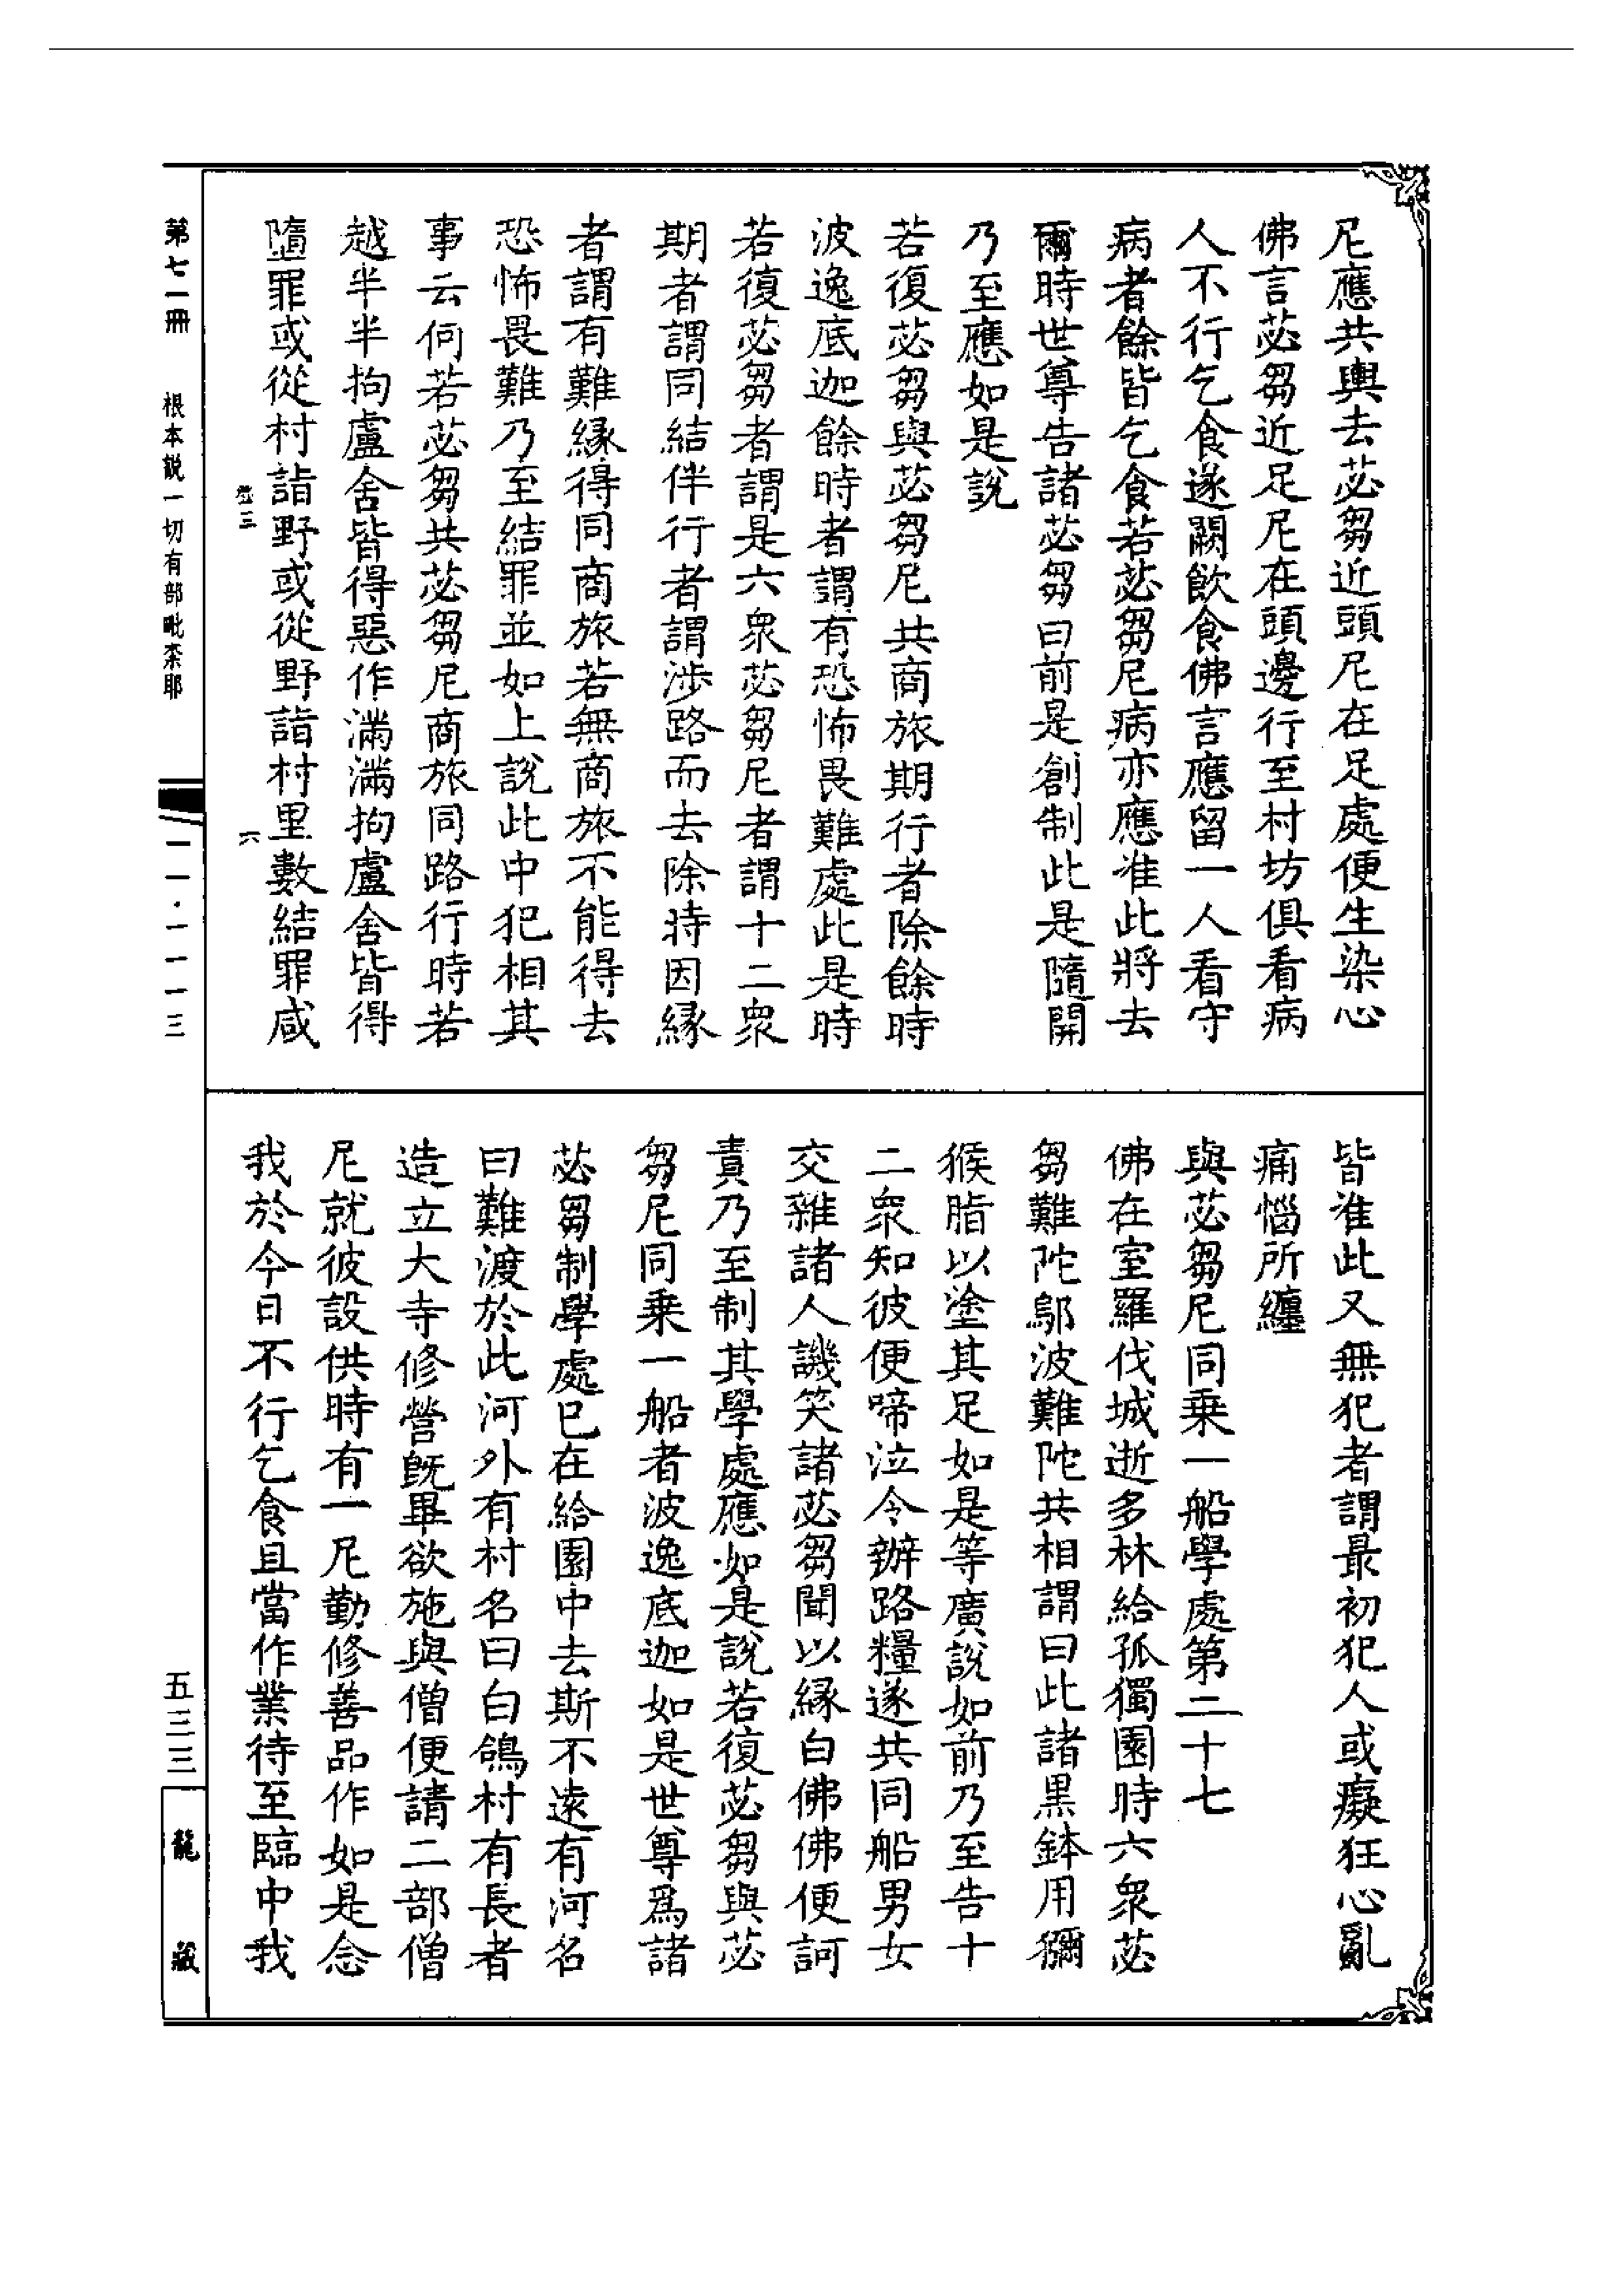 尼應共輿去苾芻近頭尼在足處便生染心
佛言苾芻近足尼在頭邊行至村坊俱看病
人不行乞食遂闕飲食佛言應留一人看守
病者餘皆乞食若苾芻尼病亦應准此將去
爾時世尊告諸苾芻曰前是創制此是隨開
乃至應如是說
若復苾芻與苾芻尼共商旅期行者除餘時
波逸底迦餘時者謂有恐怖畏難處此是時
若復苾芻者謂是六眾苾芻尼者謂十二眾
期者謂同結伴行者謂涉路而去除時因緣
者謂有難緣得同商旅若無商旅不能得去
恐怖畏難乃至結罪並如上說此中犯相其
事云何若苾芻共苾芻尼商旅同路行時若
越半半拘盧舍皆得惡作滿滿拘盧舍皆得
墮罪或從村詣野或從野詣村里數結罪咸
皆准此又無犯者謂最初犯人或癡狂心亂
痛惱所纏
與苾芻尼同乘一船學處第二十七
佛在室羅伐城逝多林給孤獨園時六眾苾
芻難陀鄔波難陀共相謂曰此諸黑鉢用獼
猴脂以塗其足如是等廣說如前乃至告十
二眾知彼便啼泣令辦路糧遂共同船男女
交雜諸人譏笑諸苾芻聞以緣白佛佛便訶
責乃至制其學處應如是說若復苾芻與苾
芻尼同乘一船者波逸底迦如是世尊為諸
苾芻制學處已在給園中去斯不遠有河名
曰難渡於此河外有村名曰白鴿村有長者
造立大寺修營既畢欲施與僧便請二部僧
尼就彼設供時有一尼勤修善品作如是念
我於今日不行乞食且當作業待至臨中我
第七一冊 根本說一切有部毗柰耶
三 六
二一·一一一三
五三三
龍藏